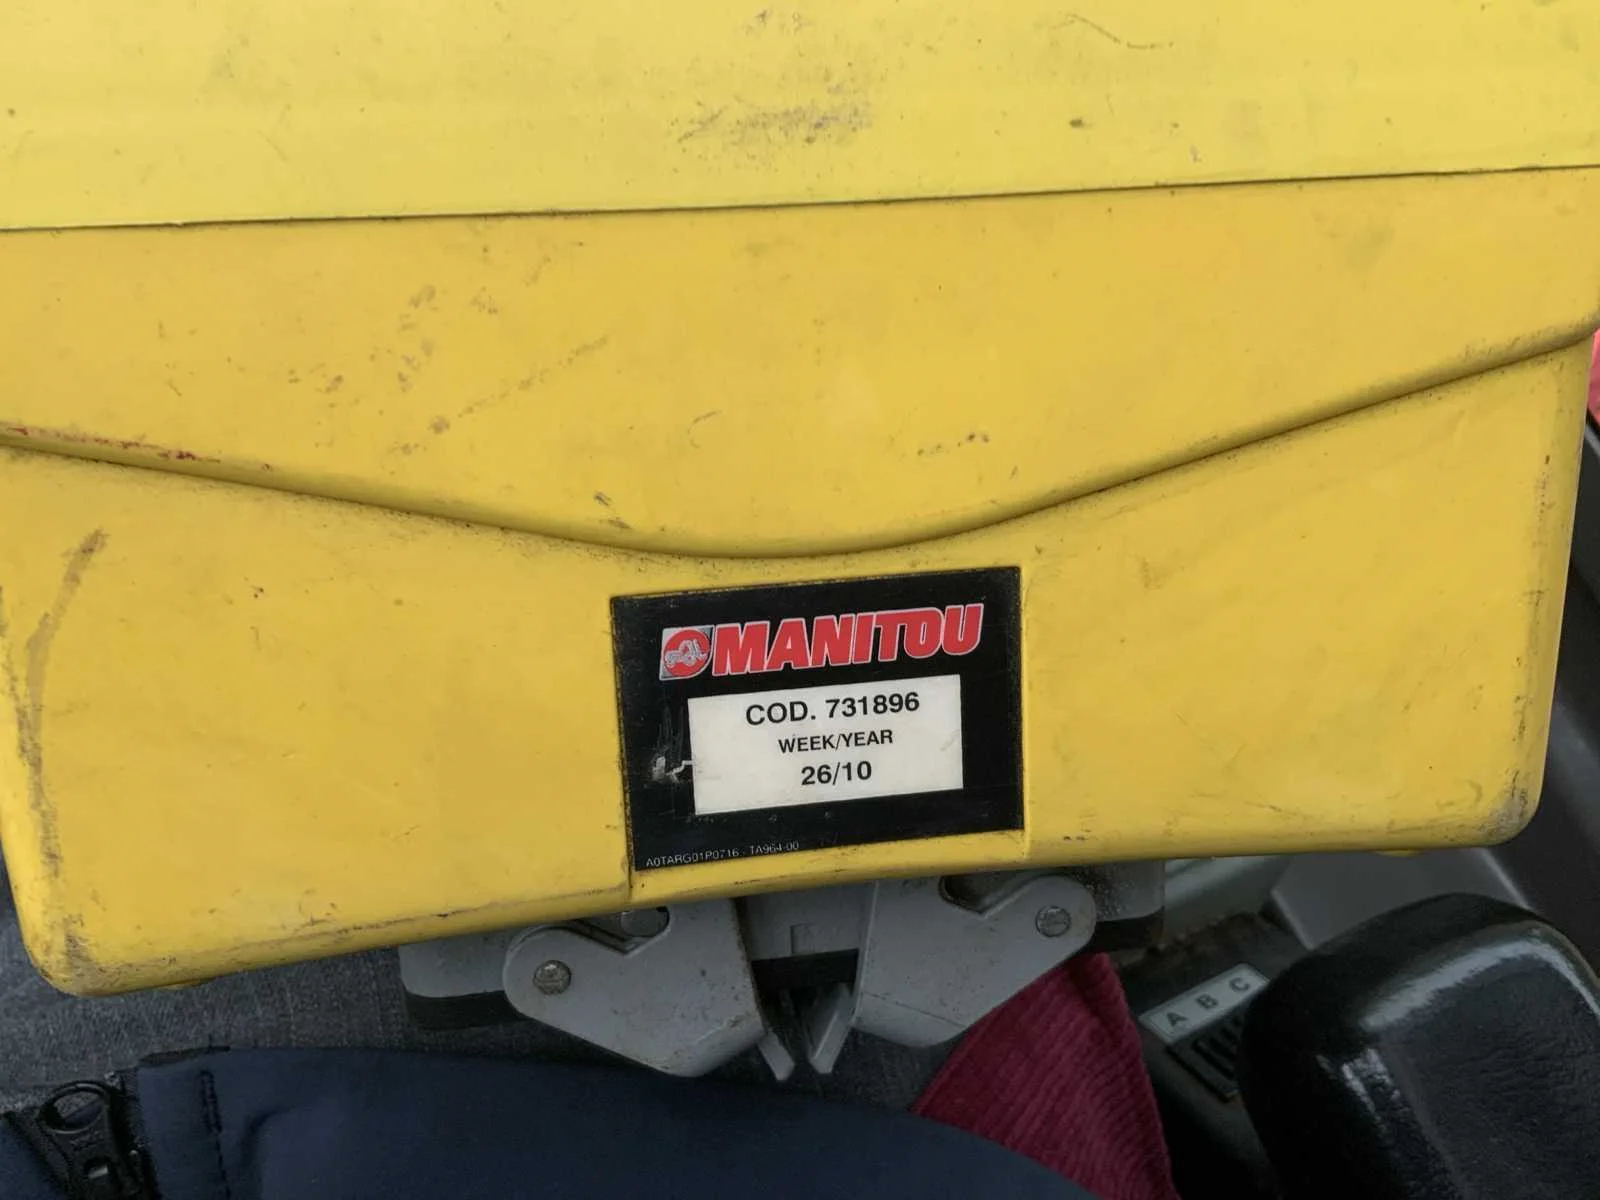 MANITOU
COD. 731896
WEEK/YEAR
26/10
A0TARG01P0716 - TA964-00
A B C